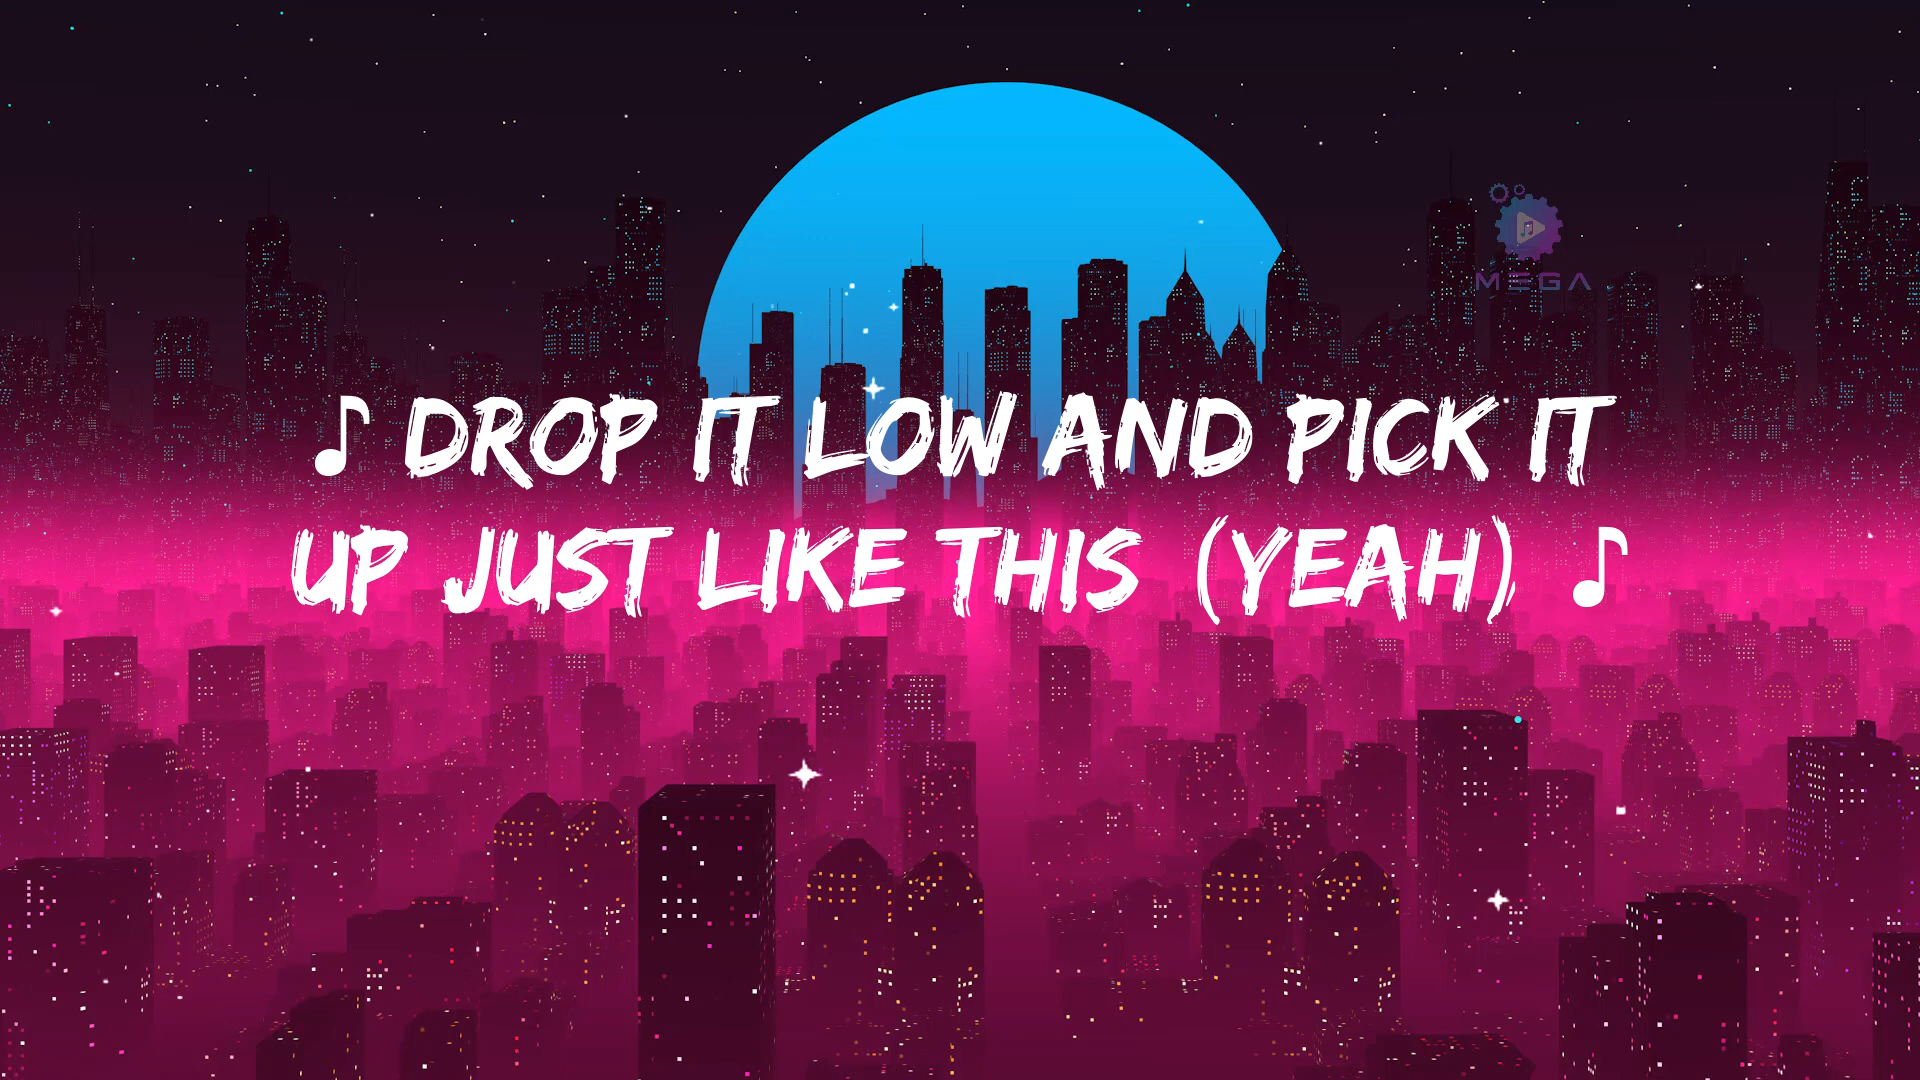 MEGA
♪ DROP IT LOW AND PICK IT
UP JUST LIKE THIS (YEAH) ♪